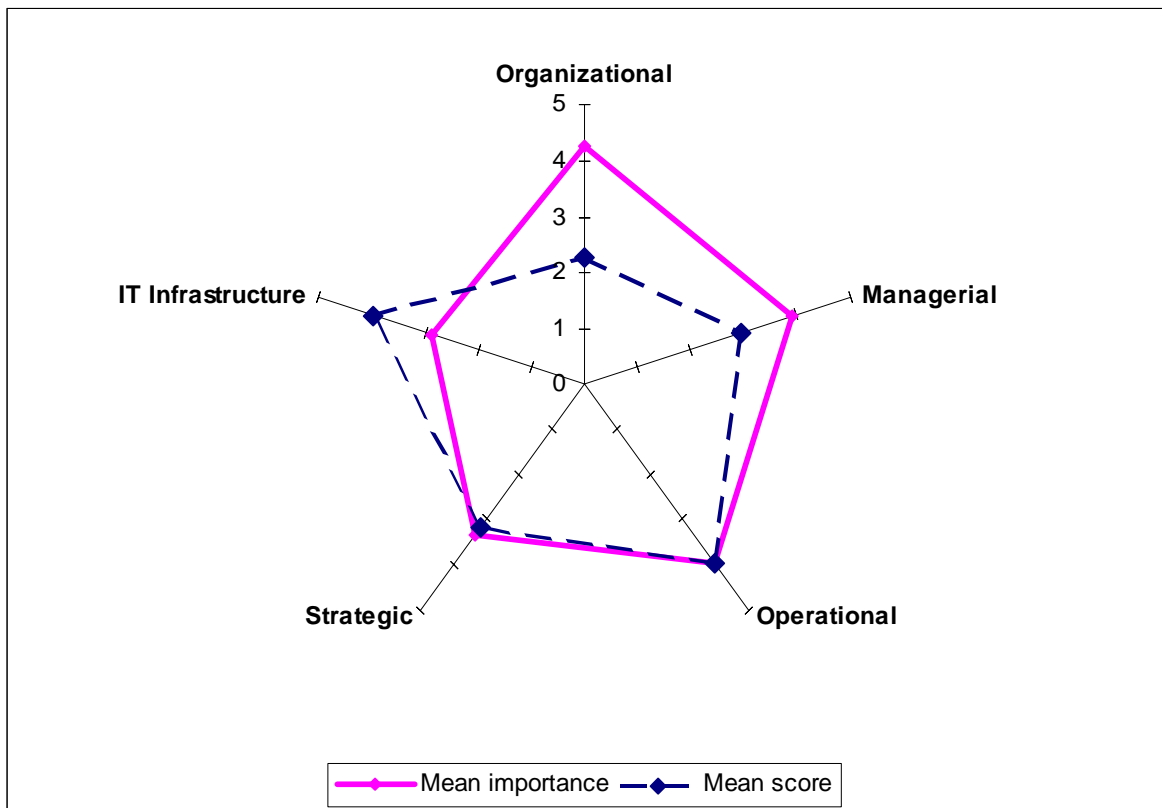 Organizational
5
4
3
2
1
0
IT Infrastructure
Managerial
Strategic
Operational
Mean importance
Mean score